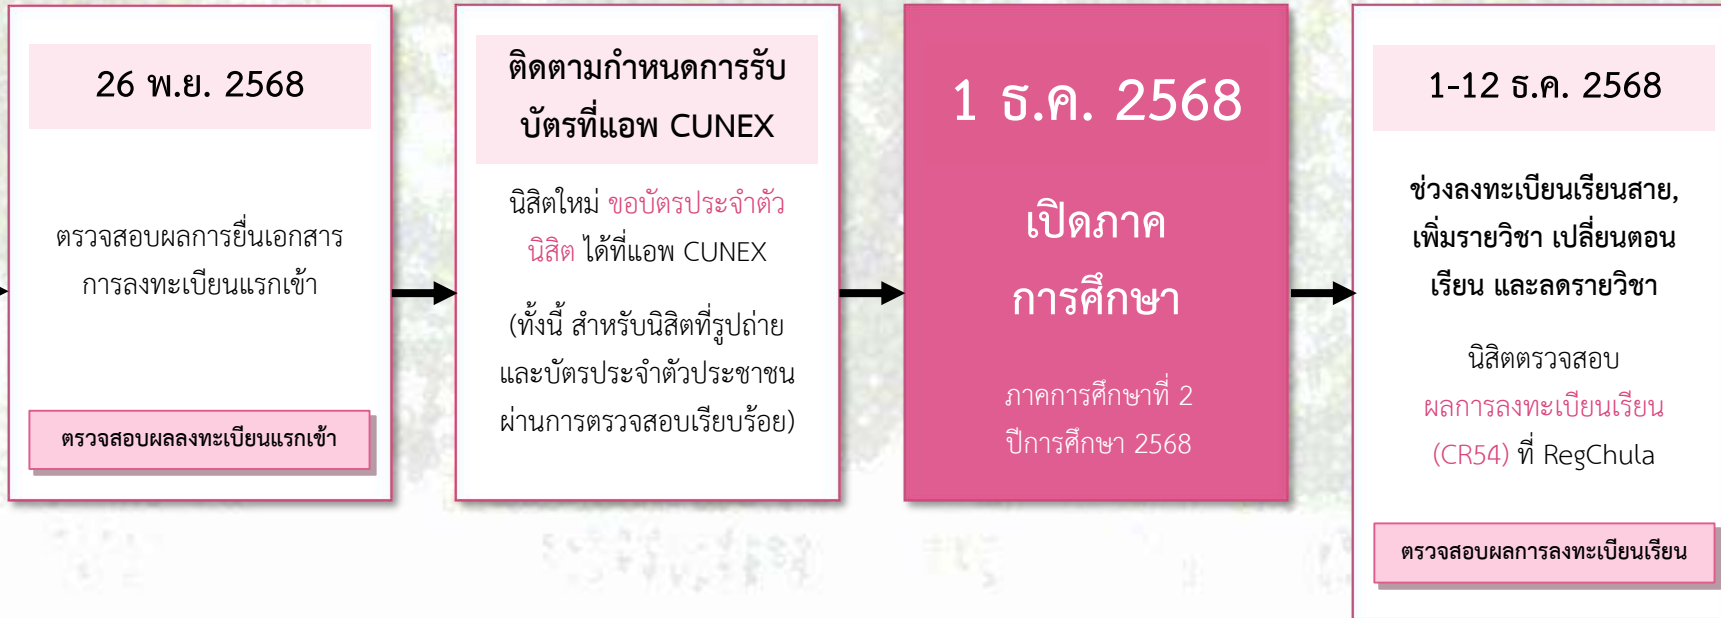 26 พ.ย. 2568
ตรวจสอบผลการยื่นเอกสาร
การลงทะเบียนแรกเข้า
ตรวจสอบผลลงทะเบียนแรกเข้า
ติดตามกำหนดการรับ
บัตรที่แอพ CUNEX
นิสิตใหม่ ขอบัตรประจำตัว
นิสิต ได้ที่แอพ CUNEX
(ทั้งนี้ สำหรับนิสิตที่รูปถ่าย
และบัตรประจำตัวประชาชน
ผ่านการตรวจสอบเรียบร้อย)
1 ธ.ค. 2568
เปิดภาค
การศึกษา
ภาคการศึกษาที่ 2
ปีการศึกษา 2568
1-12 ธ.ค. 2568
ช่วงลงทะเบียนเรียนสาย,
เพิ่มรายวิชา เปลี่ยนตอน
เรียน และลดรายวิชา
นิสิตตรวจสอบ
ผลการลงทะเบียนเรียน
(CR54) ที่ RegChula
ตรวจสอบผลการลงทะเบียนเรียน